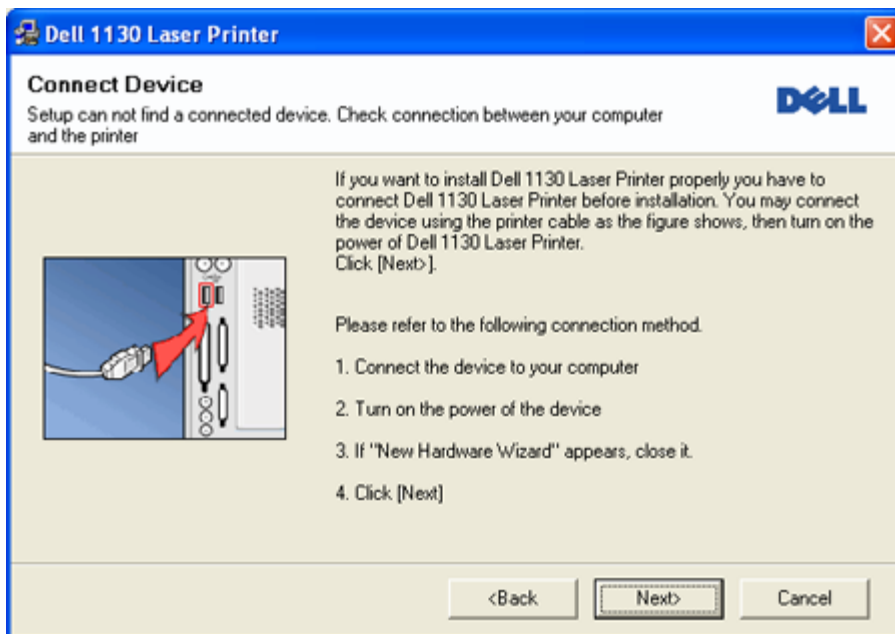 Dell 1130 Laser Printer
Connect Device
Setup can not find a connected device. Check connection between your computer
and the printer
DELL
If you want to install Dell 1130 Laser Printer properly you have to
connect Dell 1130 Laser Printer before installation. You may connect
the device using the printer cable as the figure shows, then turn on the
power of Dell 1130 Laser Printer.
Click [Next>].
Please refer to the following connection method.
1. Connect the device to your computer
2. Turn on the power of the device
3. If "New Hardware Wizard" appears, close it.
4. Click [Next]
<Back
Next>
Cancel